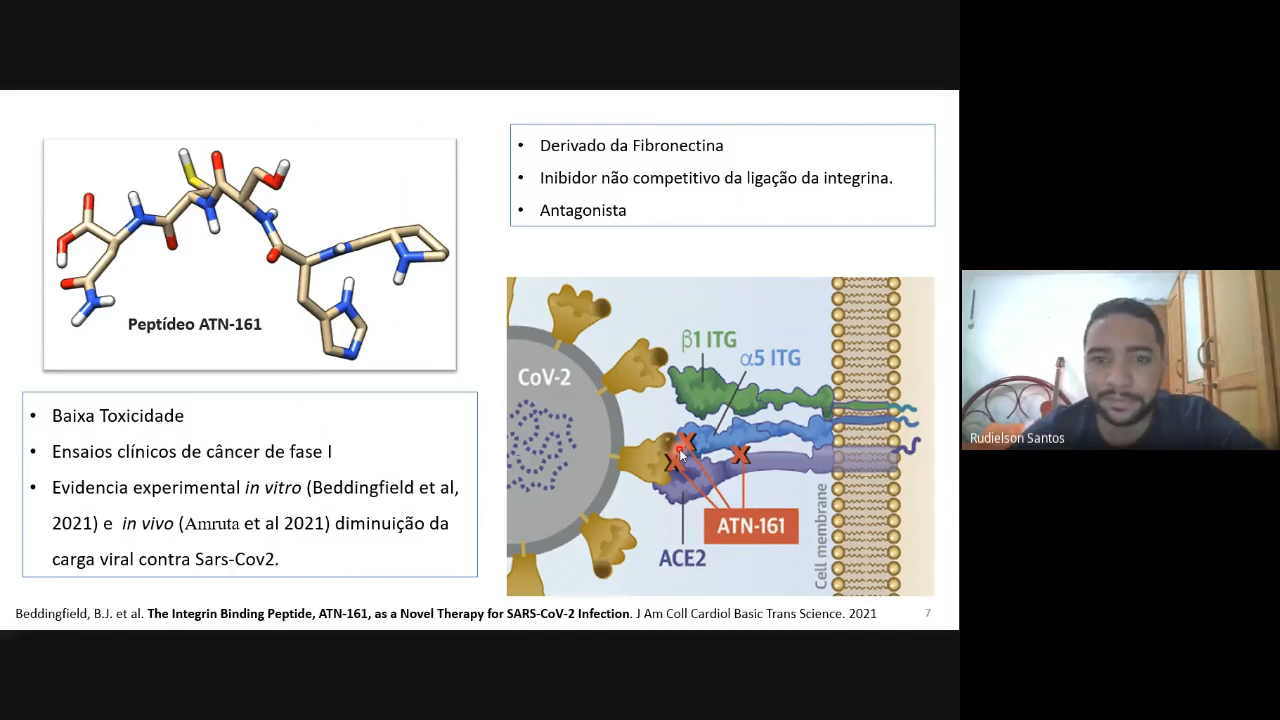 Peptídeo ATN-161
• Derivado da Fibronectina
• Inibidor não competitivo da ligação da integrina.
• Antagonista
• Baixa Toxicidade
• Ensaios clínicos de câncer de fase I
• Evidencia experimental in vitro (Beddingfield et al,
2021) e in vivo (Amruta et al 2021) diminuição da
carga viral contra Sars-Cov2.
CoV-2
β1 ITG
α5 ITG
ATN-161
ACE2
Cell membrane
Beddingfield, B.J. et al. The Integrin Binding Peptide, ATN-161, as a Novel Therapy for SARS-CoV-2 Infection. J Am Coll Cardiol Basic Trans Science. 2021
7
Rudielson Santos